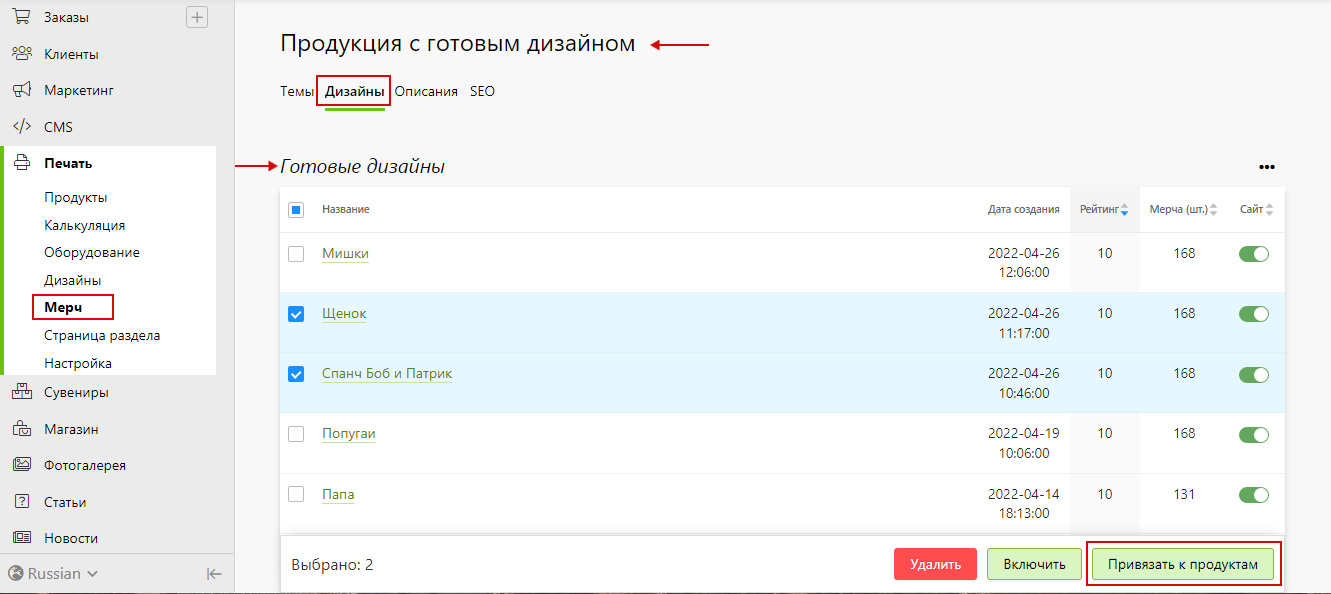 Заказы
Клиенты
Маркетинг
CMS
Печать
Продукты
Калькуляция
Оборудование
Дизайны
Мерч
Страница раздела
Настройка
Сувениры
Магазин
Фотогалерея
Статьи
Новости
Russian
Продукция с готовым дизайном
Темы Дизайны Описания SEO
Готовые дизайны
Название Дата создания Рейтинг Мерча (шт.) Сайт
Мишки 2022-04-26 10 168
12:06:00
Щенок 2022-04-26 10 168
11:17:00
Спанч Боб и Патрик 2022-04-26 10 168
10:46:00
Попугаи 2022-04-19 10 168
10:06:00
Папа 2022-04-14 10 131
18:13:00
Выбрано: 2 Удалить Включить Привязать к продуктам